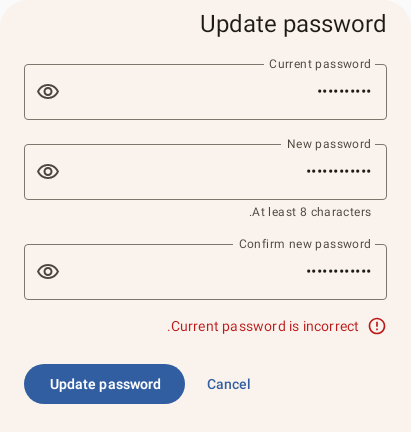 Update password
Current password
••••••••••
New password
•••••••••••
.At least 8 characters
Confirm new password
•••••••••••
.Current password is incorrect
Update password
Cancel